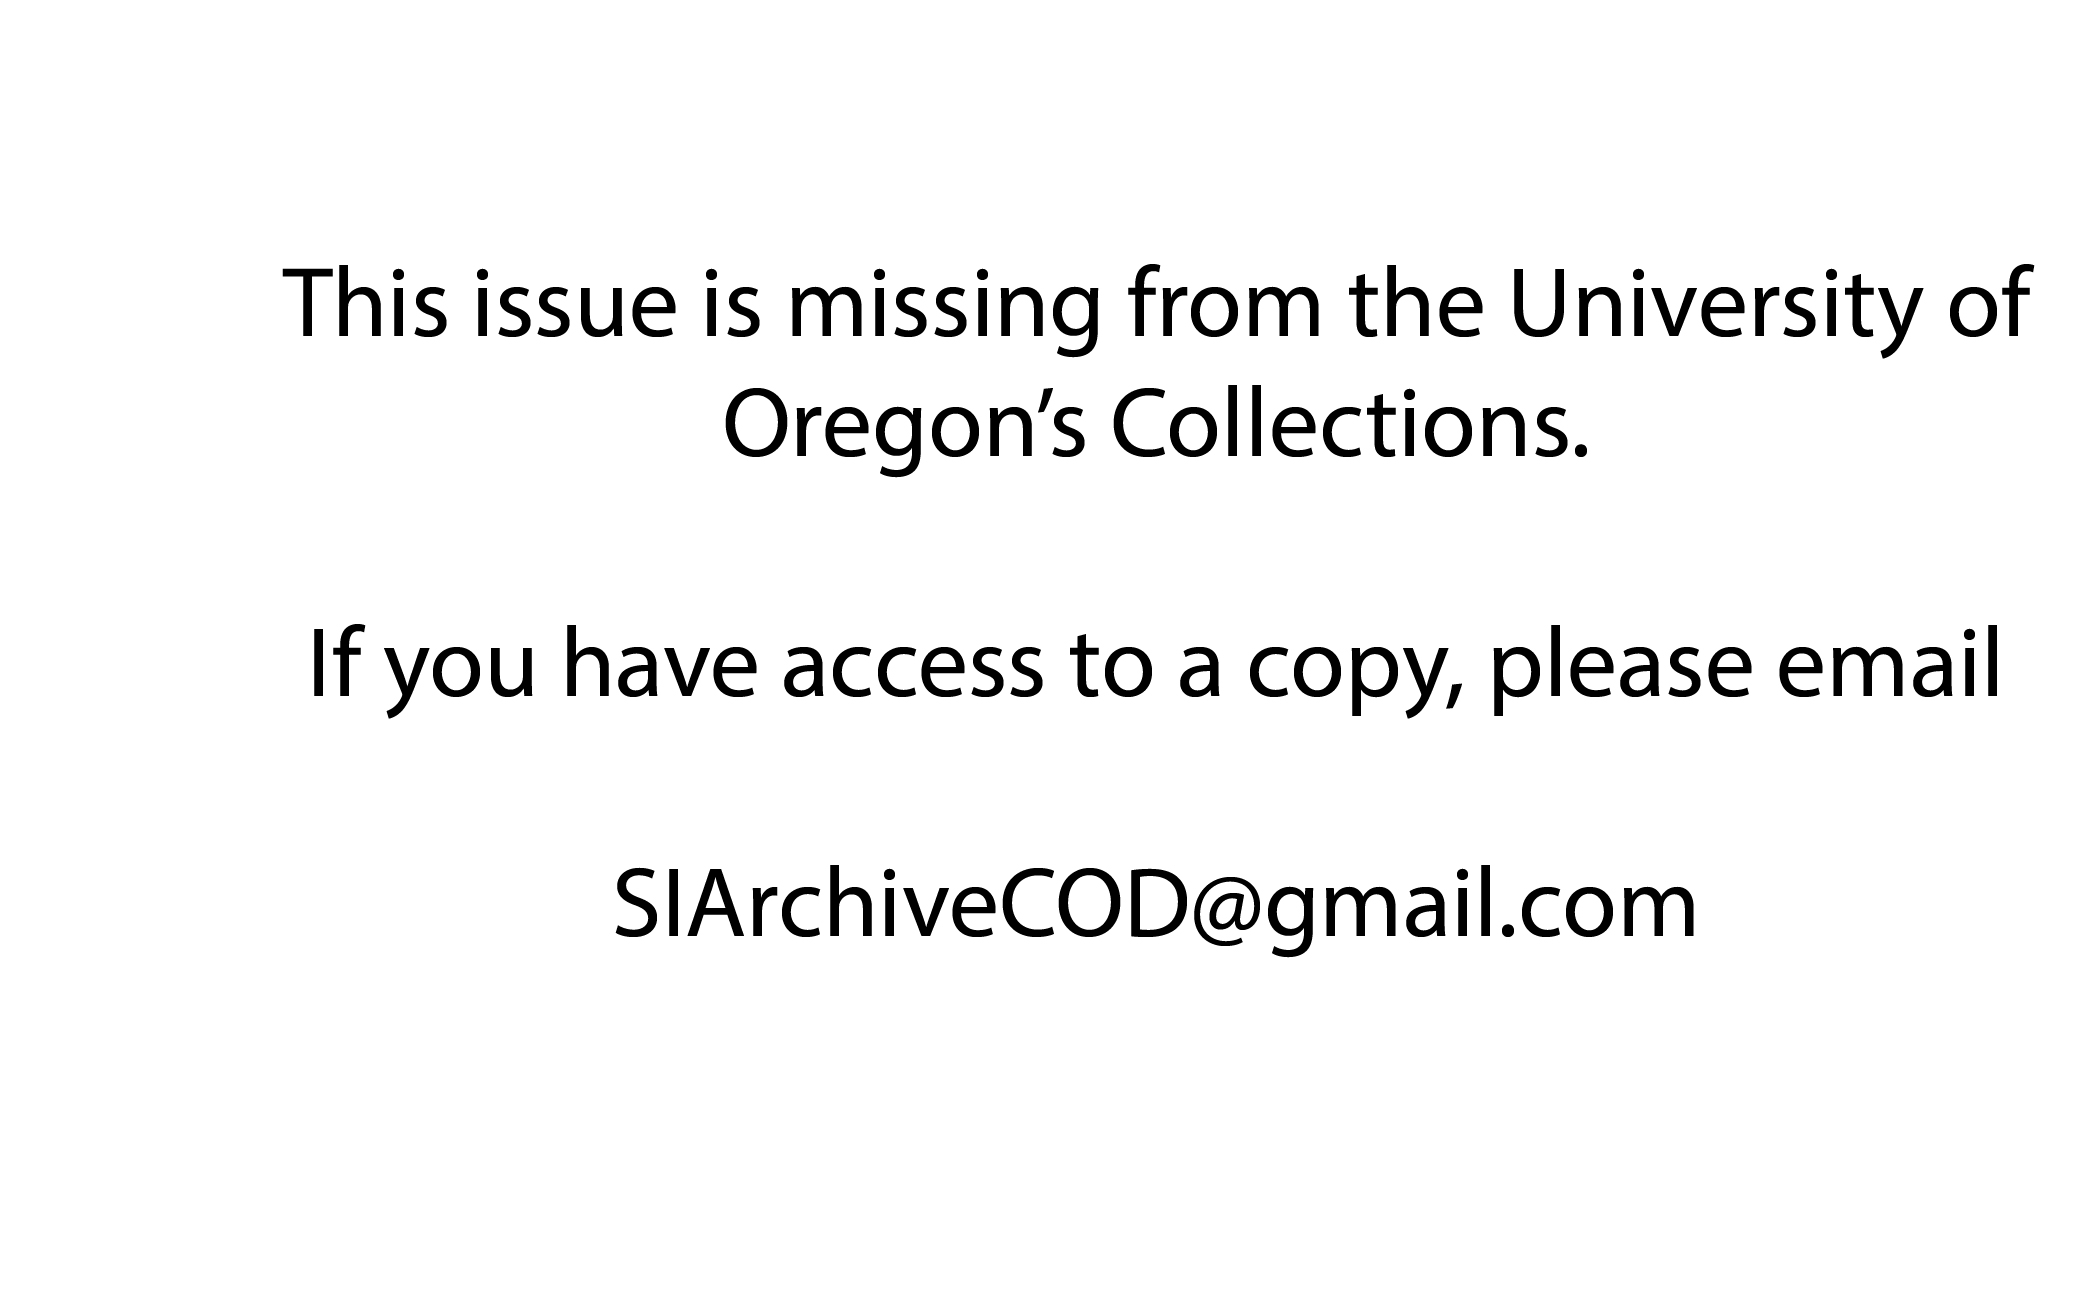 This issue is missing from the University of
Oregon’s Collections.
If you have access to a copy, please email
SIArchiveCOD@gmail.com